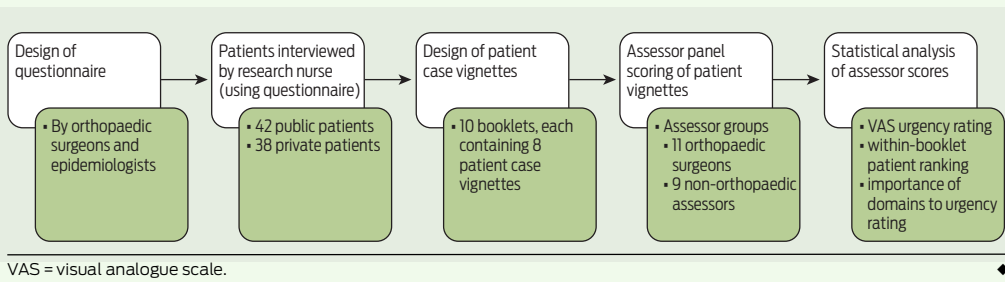 Design of
questionnaire
▪ By orthopaedic
surgeons and
epidemiologists
Patients interviewed
by research nurse
(using questionnaire)
▪ 42 public patients
▪ 38 private patients
Design of patient
case vignettes
▪ 10 booklets, each
containing 8
patient case
vignettes
Assessor panel
scoring of patient
vignettes
▪ Assessor groups
▪ 11 orthopaedic
surgeons
▪ 9 non-orthopaedic
assessors
Statistical analysis
of assessor scores
▪ VAS urgency rating
▪ within-booklet
patient ranking
▪ importance of
domains to urgency
rating
VAS = visual analogue scale.